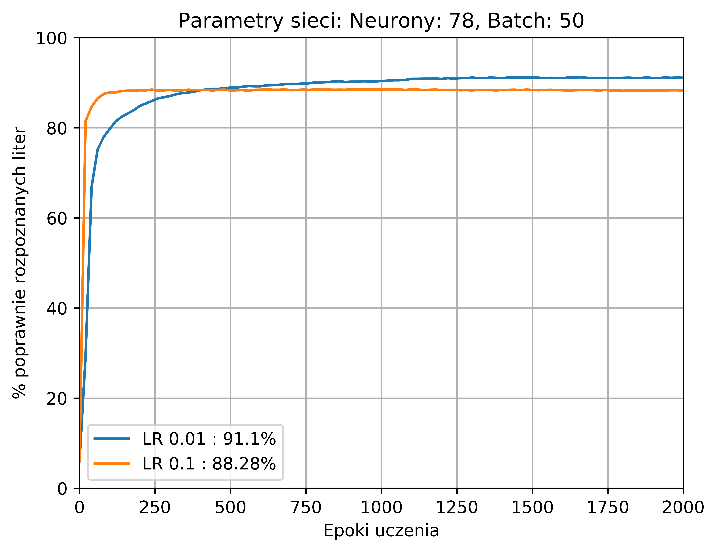 Parametry sieci: Neurony: 78, Batch: 50
% poprawnie rozpoznanych liter
100
80
60
40
20
0
LR 0.01 : 91.1%
LR 0.1 : 88.28%
0 250 500 750 1000 1250 1500 1750 2000
Epoki uczenia